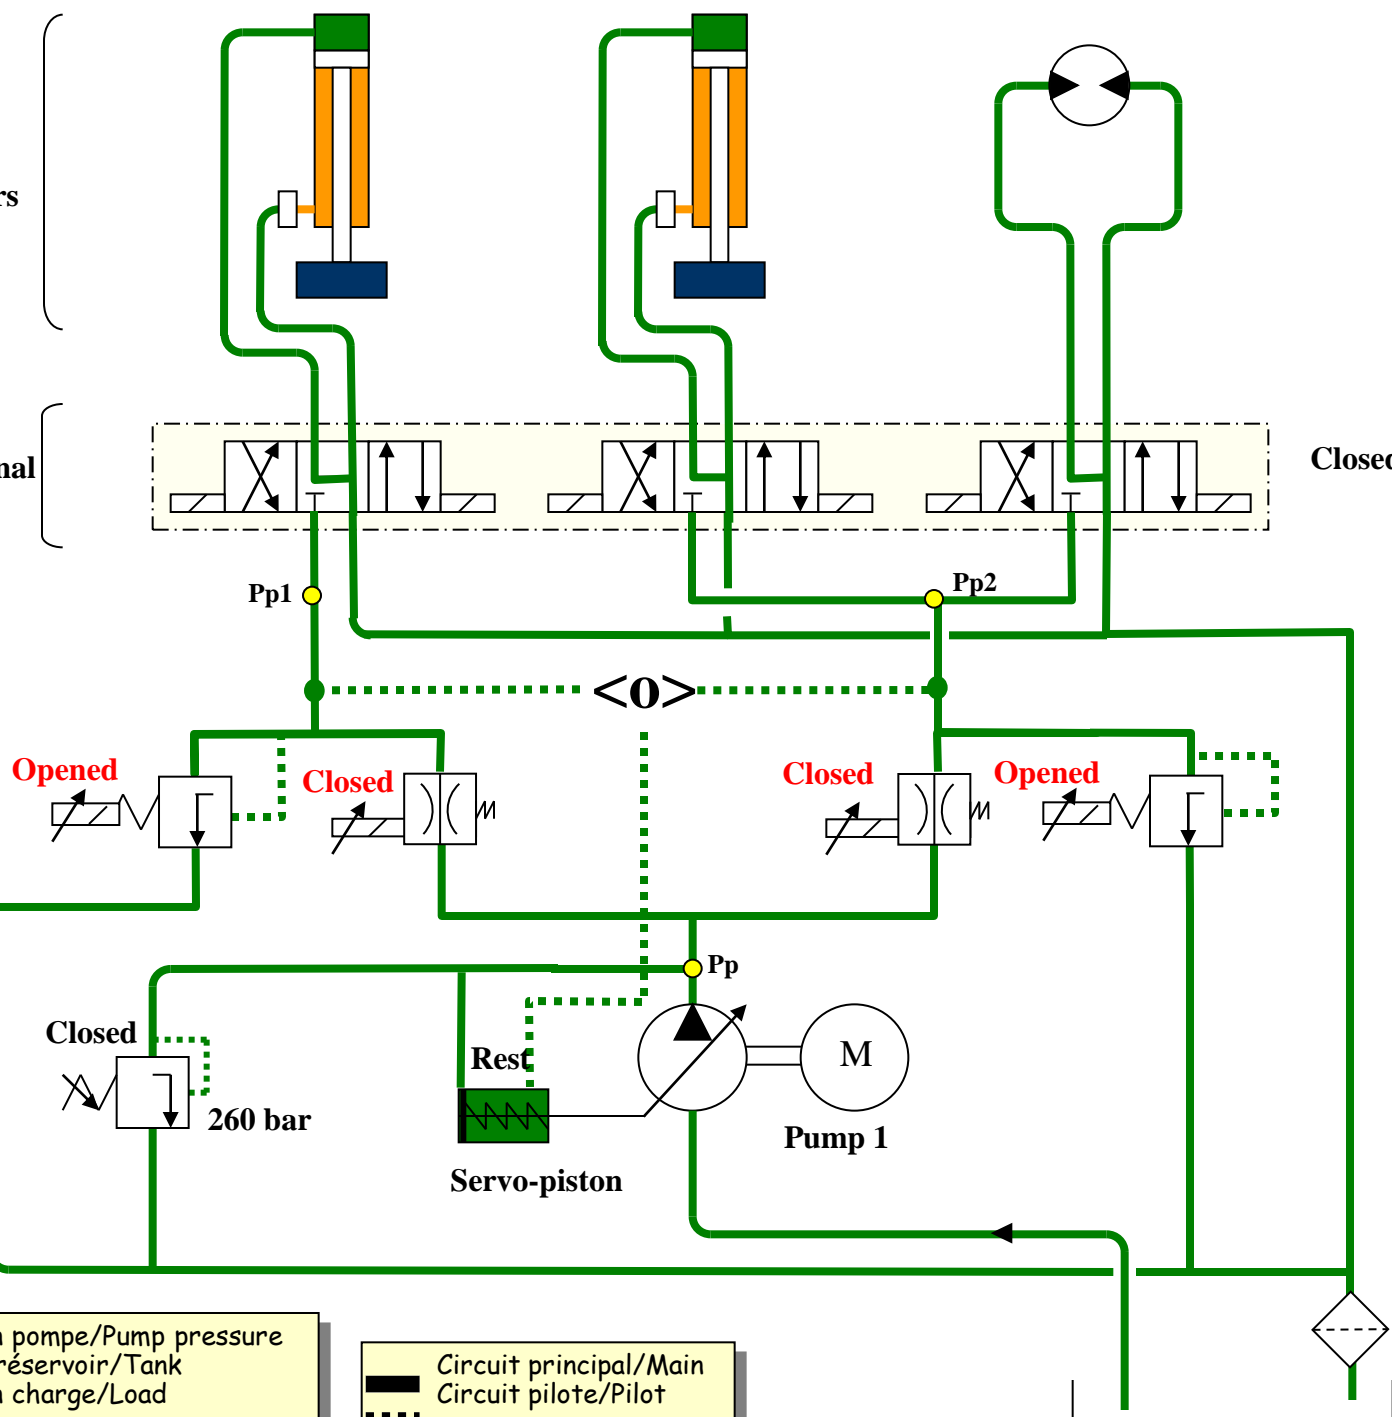 rs
nal
Closed
Pp1
Pp2
<o>
Opened
Closed
Closed
Opened
Pp
Closed
Rest
M
260 bar
Pump 1
Servo-piston
pompe/Pump pressure
réservoir/Tank
charge/Load
Circuit principal/Main
Circuit pilote/Pilot